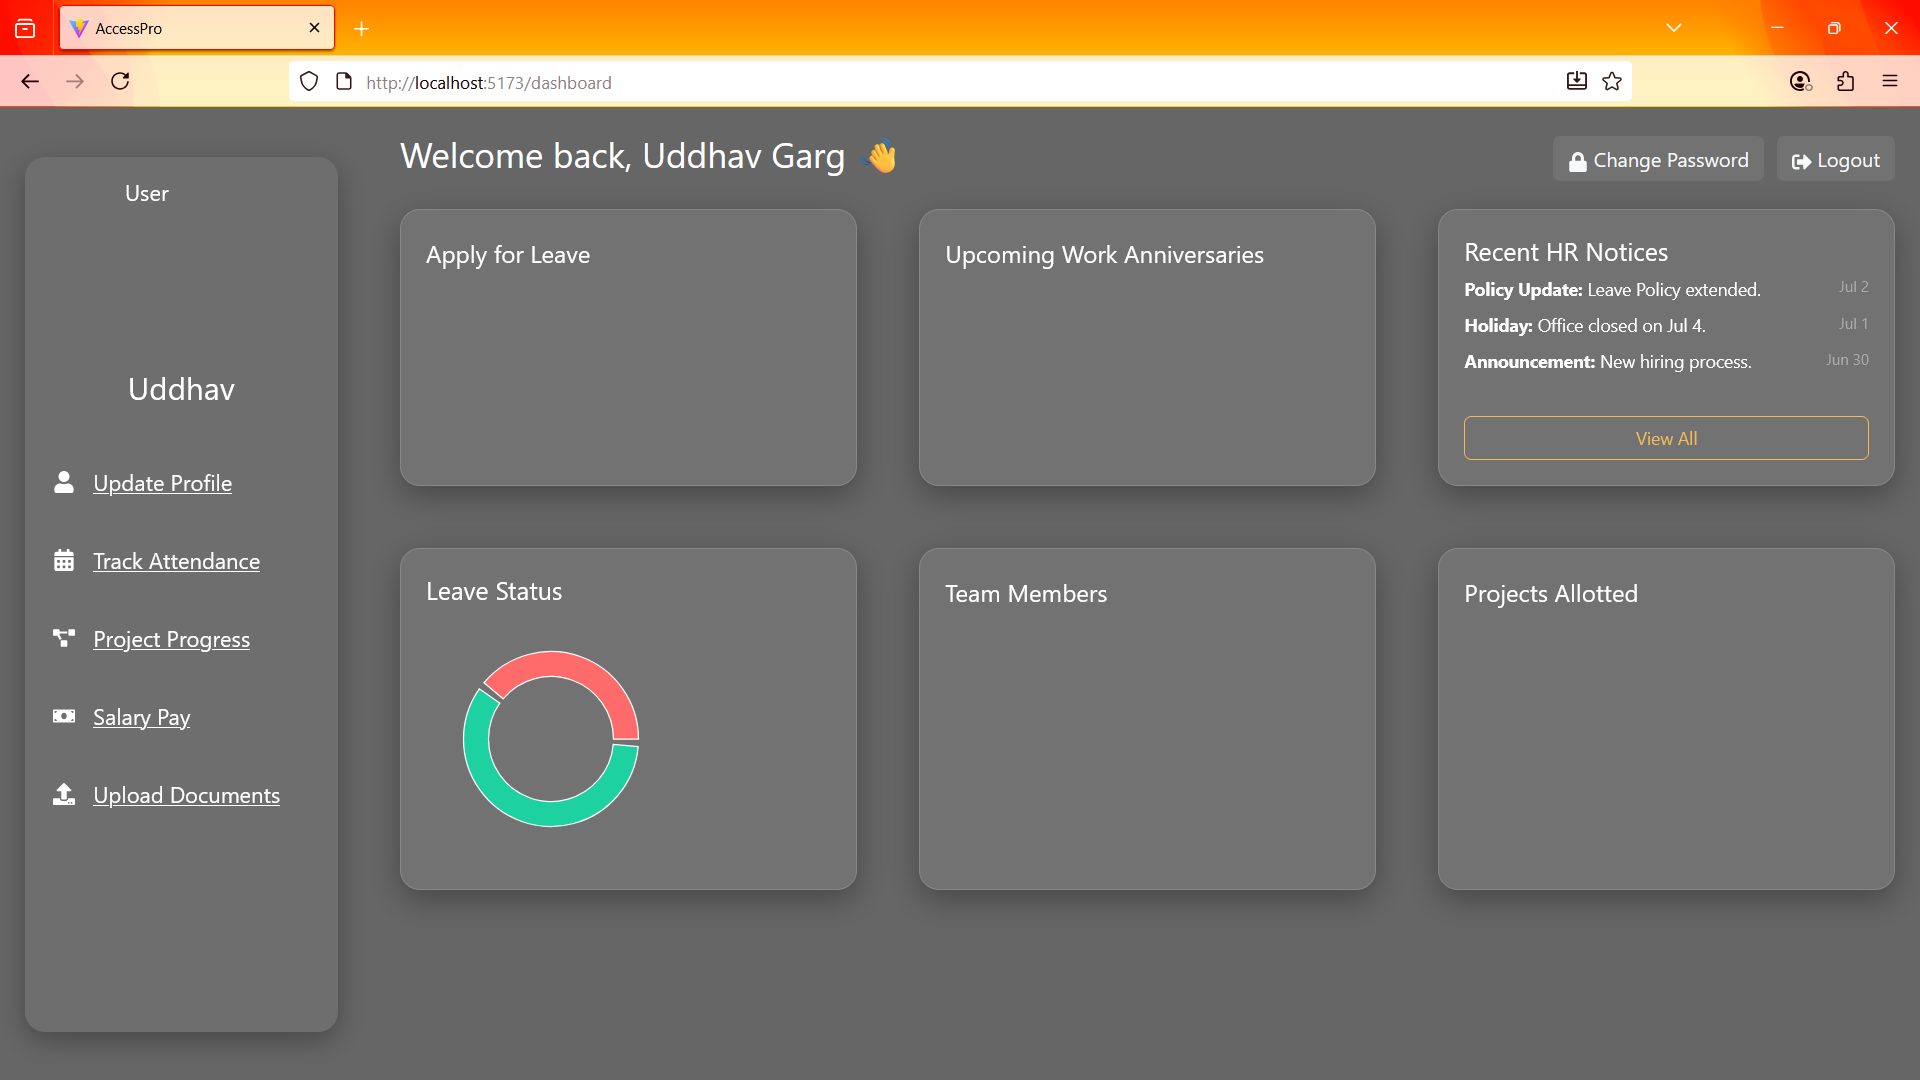 AccessPro
http://localhost:5173/dashboard
User
Uddhav
Update Profile
Track Attendance
Project Progress
Salary Pay
Upload Documents
Welcome back, Uddhav Garg 👋
Change Password
Logout
Apply for Leave
Upcoming Work Anniversaries
Recent HR Notices
Policy Update: Leave Policy extended. Jul 2
Holiday: Office closed on Jul 4. Jul 1
Announcement: New hiring process. Jun 30
View All
Leave Status
Team Members
Projects Allotted